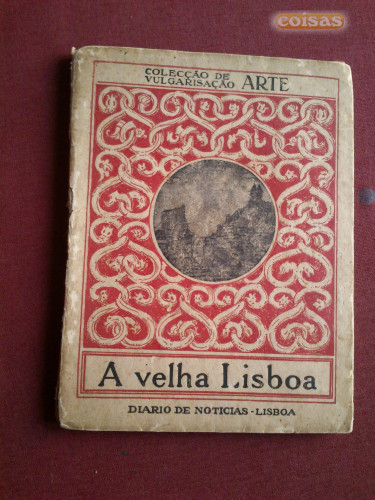 coisas
COLECÇÃO DE
VULGARISAÇÃO ARTE
A velha Lisboa
DIARIO DE NOTICIAS - LISBOA